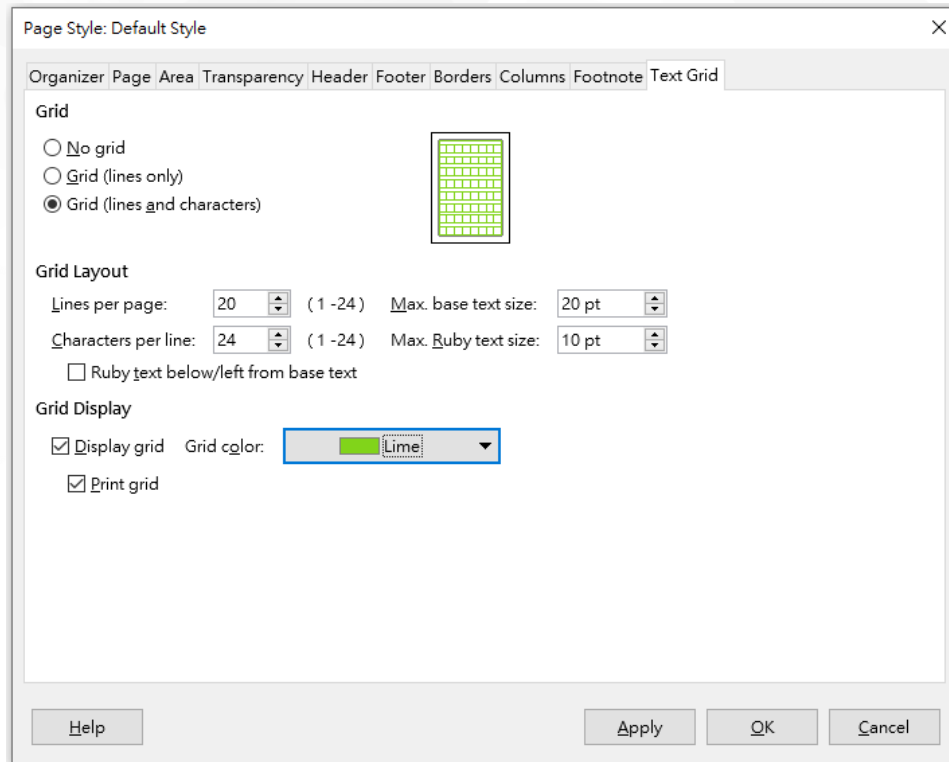 Page Style: Default Style
Organizer Page Area Transparency Header Footer Borders Columns Footnote Text Grid
Grid
No grid
Grid (lines only)
Grid (lines and characters)
Grid Layout
Lines per page: 20 ( 1 -24 ) Max. base text size: 20 pt
Characters per line: 24 ( 1 -24 ) Max. Ruby text size: 10 pt
Ruby text below/left from base text
Grid Display
Display grid Grid color: Lime
Print grid
Help Apply OK Cancel